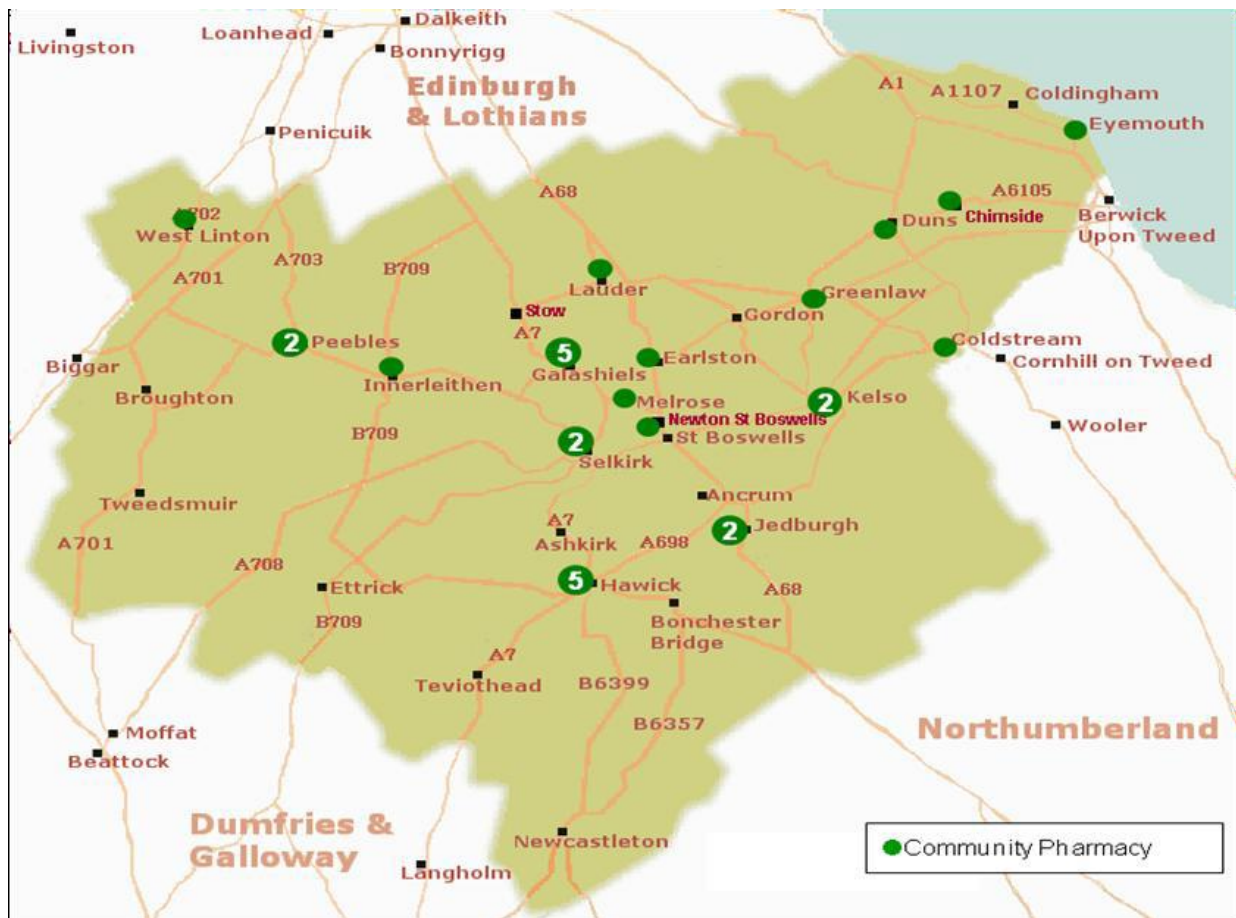 Dalkeith
Loanhead
Livingston
Bonnyrigg
Edinburgh
& Lothians
A1
A1107
Coldingham
Eyemouth
Penicuik
A68
A6105
A702
Chirnside
Berwick
Upon Tweed
West Linton
Duns
A703
B709
A701
Lauder
Greenlaw
Stow
Gordon
A7
2
Peebles
5
Coldstream
Earlston
Cornhill on Tweed
Biggar
Galashiels
Innerleithen
Broughton
Melrose
2
Kelso
Newton St Boswells
Wooler
B709
2
St Boswells
Selkirk
Tweedsmuir
Ancrum
A7
2
Jedburgh
A701
Ashkirk
A698
A708
5
Hawick
Ettrick
A68
B709
Bonchester
Bridge
A7
Teviothead
B6399
B6357
Northumberland
Moffat
Beattock
Dumfries &
Galloway
Newcastleton
Community Pharmacy
Langholm